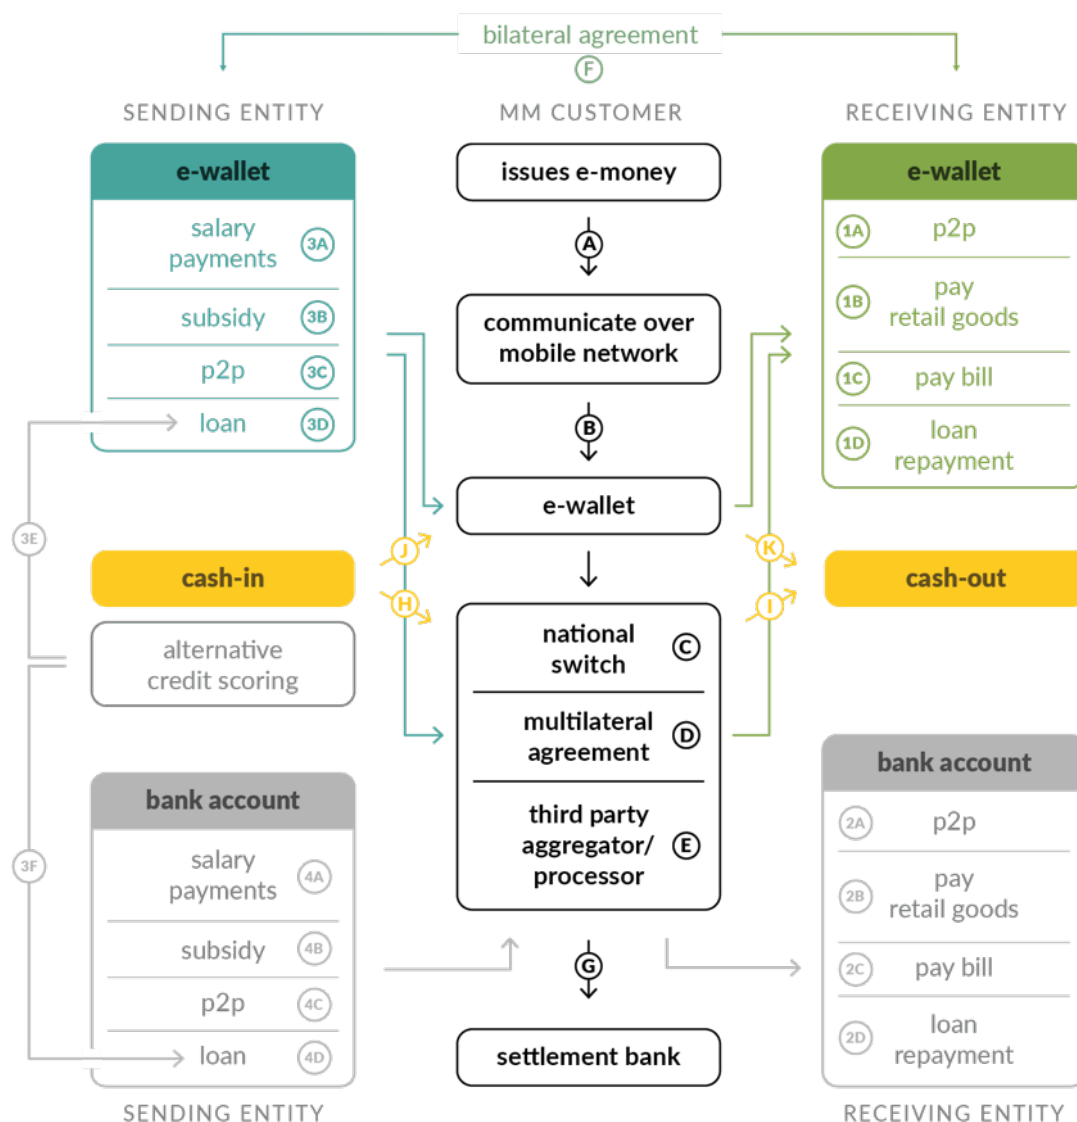 bilateral agreement
F
SENDING ENTITY
MM CUSTOMER
RECEIVING ENTITY
e-wallet
salary
payments
3A
subsidy
3B
p2p
3C
loan
3D
3E
cash-in
alternative
credit scoring
3F
bank account
salary
payments
4A
subsidy
4B
p2p
4C
loan
4D
SENDING ENTITY
issues e-money
A
communicate over
mobile network
B
e-wallet
J
H
K
I
national
switch
C
multilateral
agreement
D
third party
aggregator/
processor
E
G
settlement bank
e-wallet
1A
p2p
1B
pay
retail goods
1C
pay bill
1D
loan
repayment
cash-out
bank account
2A
p2p
2B
pay
retail goods
2C
pay bill
2D
loan
repayment
RECEIVING ENTITY